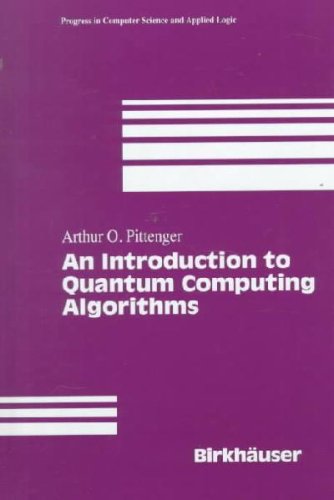 Progress in Computer Science and Applied Logic
Arthur O. Pittenger
An Introduction to
Quantum Computing
Algorithms
Birkhäuser